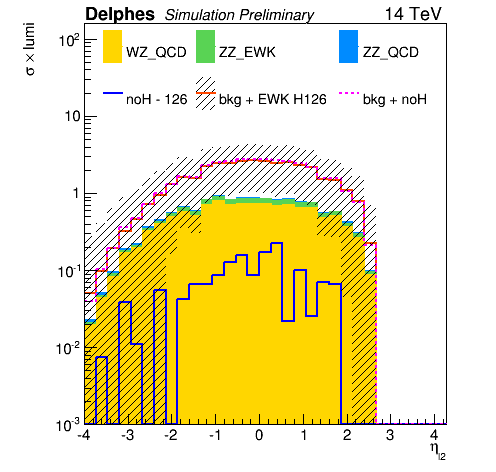 Delphes Simulation Preliminary 14 TeV
σ × lumi
WZ_QCD ZZ_EWK ZZ_QCD
noH - 126 bkg + EWK H126 bkg + noH
10²
10
1
10⁻¹
10⁻²
10⁻³
-4 -3 -2 -1 0 1 2 3 4
η_l2